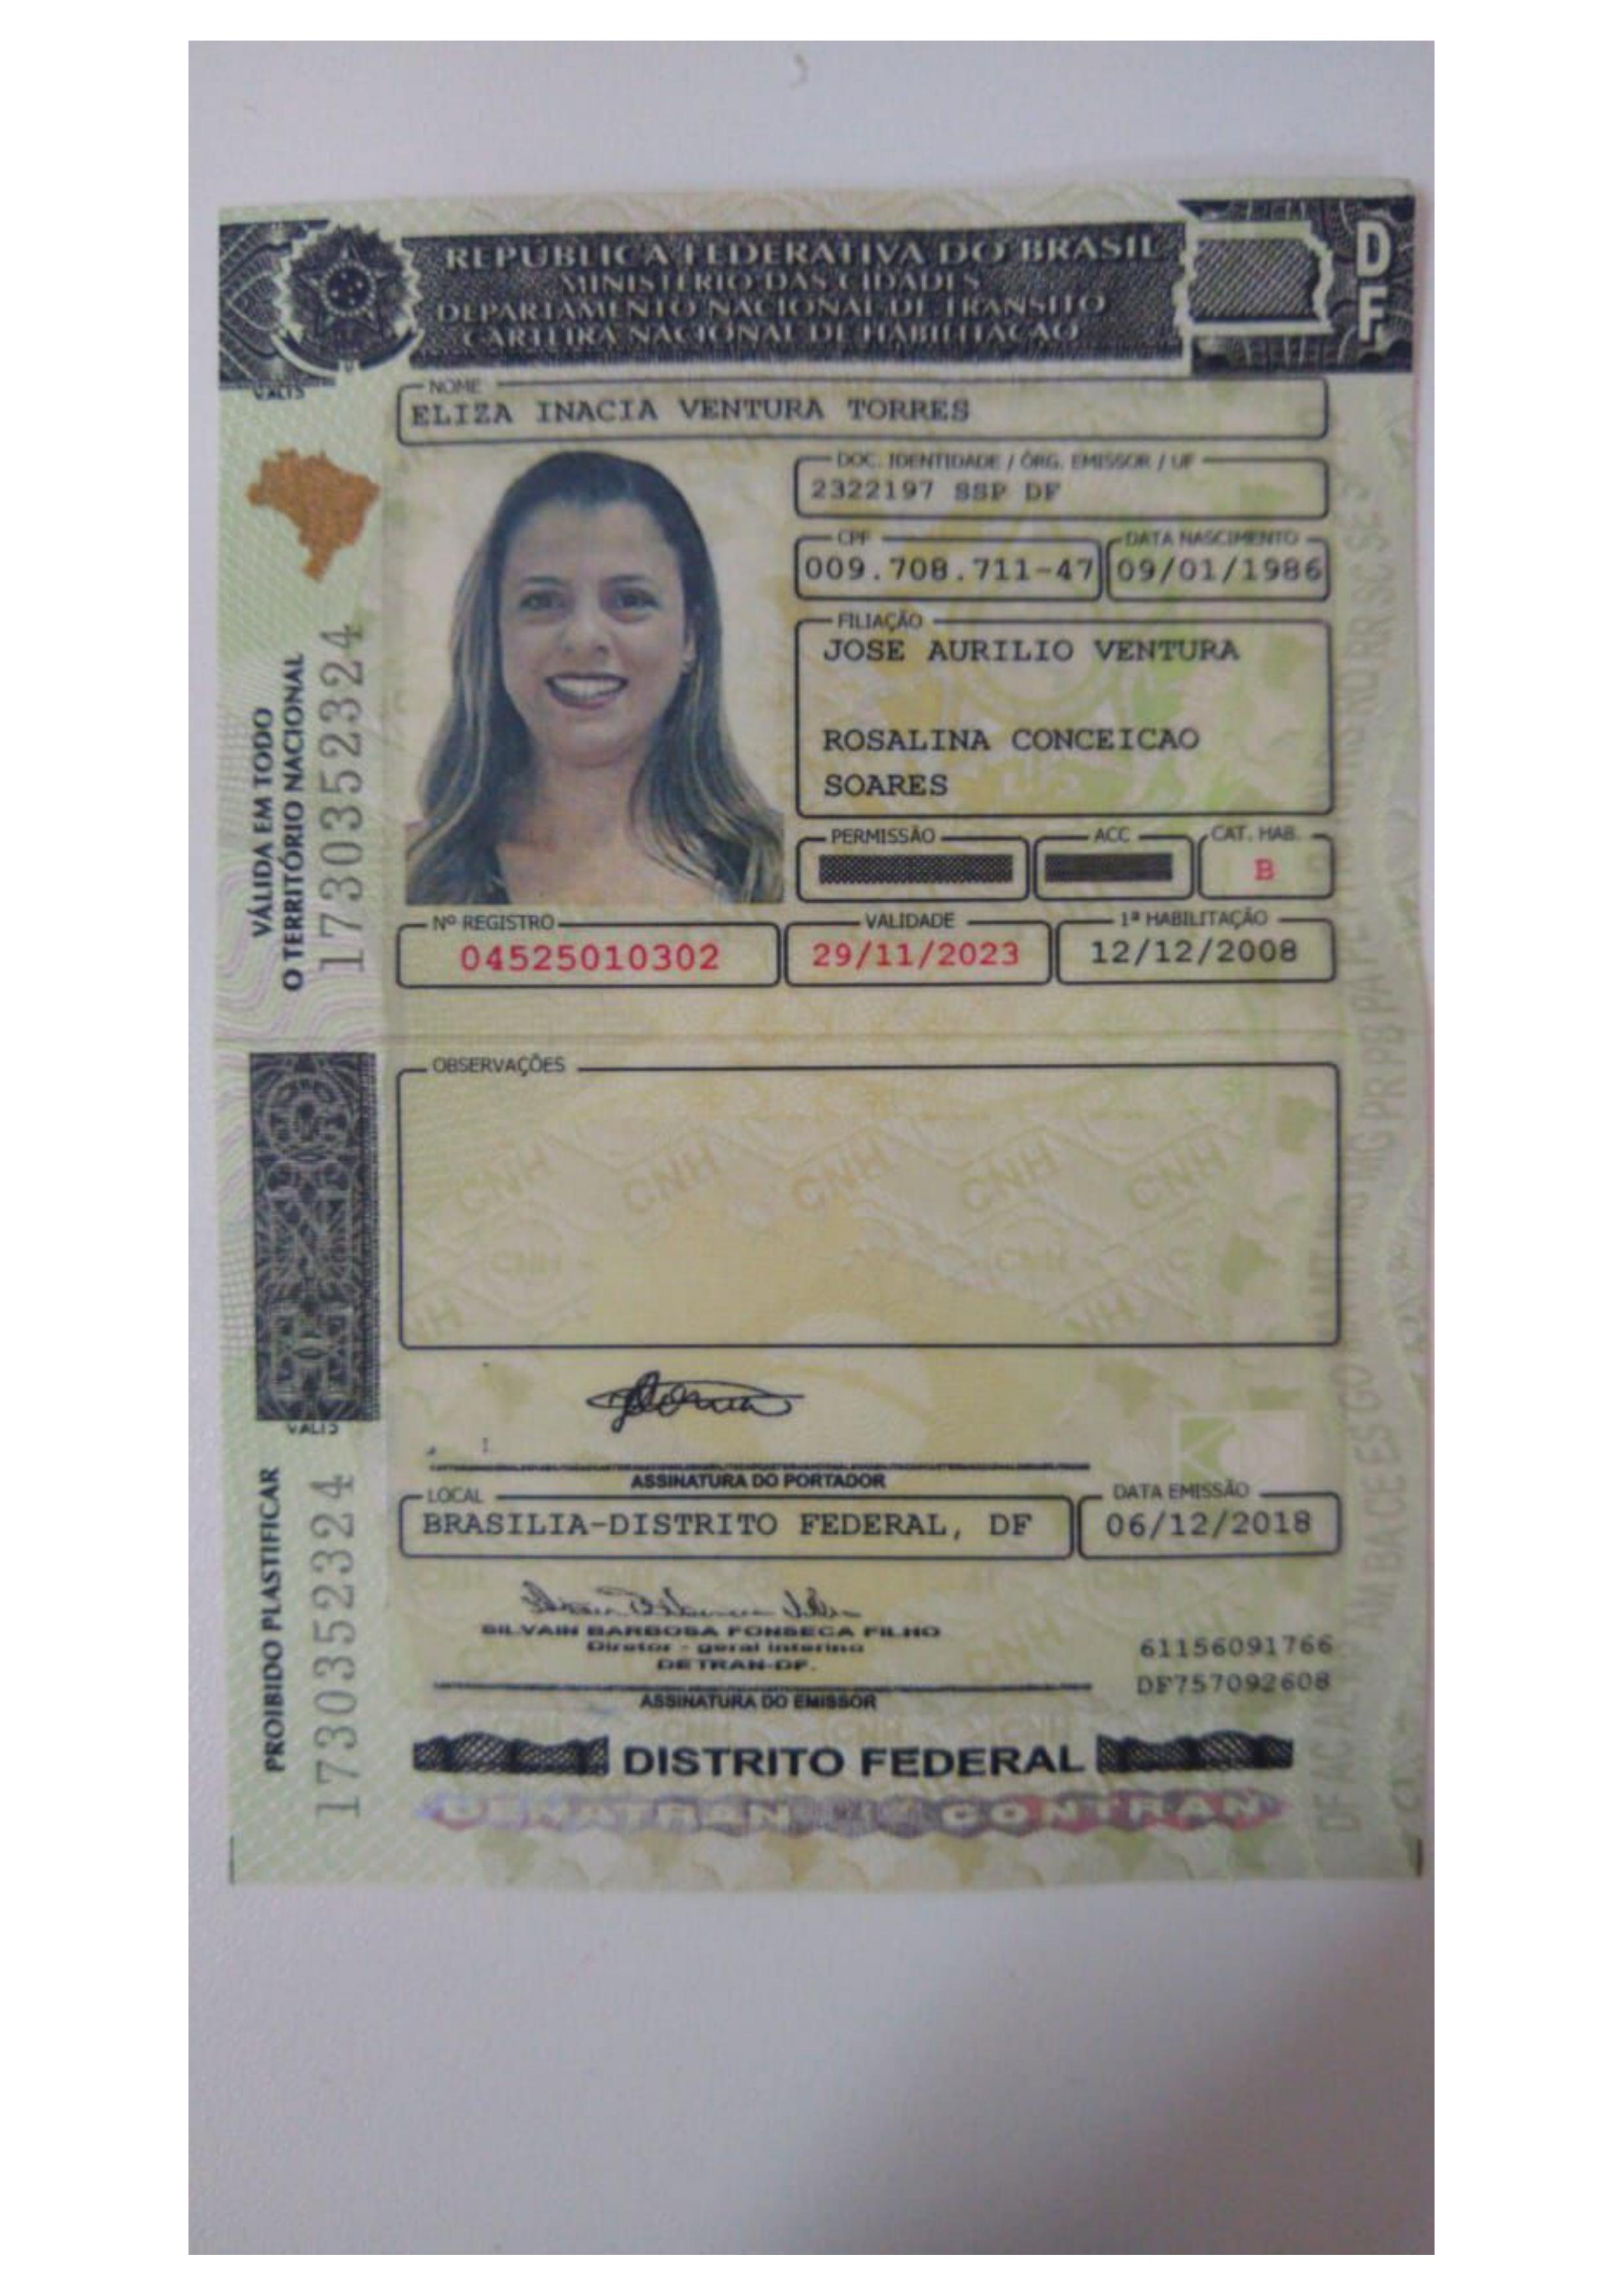 REPÚBLICA FEDERATIVA DO BRASIL
MINISTÉRIO DAS CIDADES
DEPARTAMENTO NACIONAL DE TRÂNSITO
CARTEIRA NACIONAL DE HABILITAÇÃO
DF
NOME
ELIZA INACIA VENTURA TORRES
DOC. IDENTIDADE / ÓRG. EMISSOR / UF
2322197 SSP DF
CPF
009.708.711-47
DATA NASCIMENTO
09/01/1986
FILIAÇÃO
JOSE AURILIO VENTURA
ROSALINA CONCEICAO
SOARES
PERMISSÃO
ACC
CAT. HAB.
B
Nº REGISTRO
04525010302
VALIDADE
29/11/2023
1ª HABILITAÇÃO
12/12/2008
VÁLIDA EM TODO
O TERRITÓRIO NACIONAL
1730352324
OBSERVAÇÕES
CNH CNH CNH CNH CNH
ASSINATURA DO PORTADOR
LOCAL
BRASILIA-DISTRITO FEDERAL, DF
DATA EMISSÃO
06/12/2018
SILVAIN BARBOSA FONSECA FILHO
Diretor - geral interino
DETRAN-DF.
ASSINATURA DO EMISSOR
61156091766
DF757092608
PROIBIDO PLASTIFICAR
1730352324
DISTRITO FEDERAL
DENATRAN CONTRAN